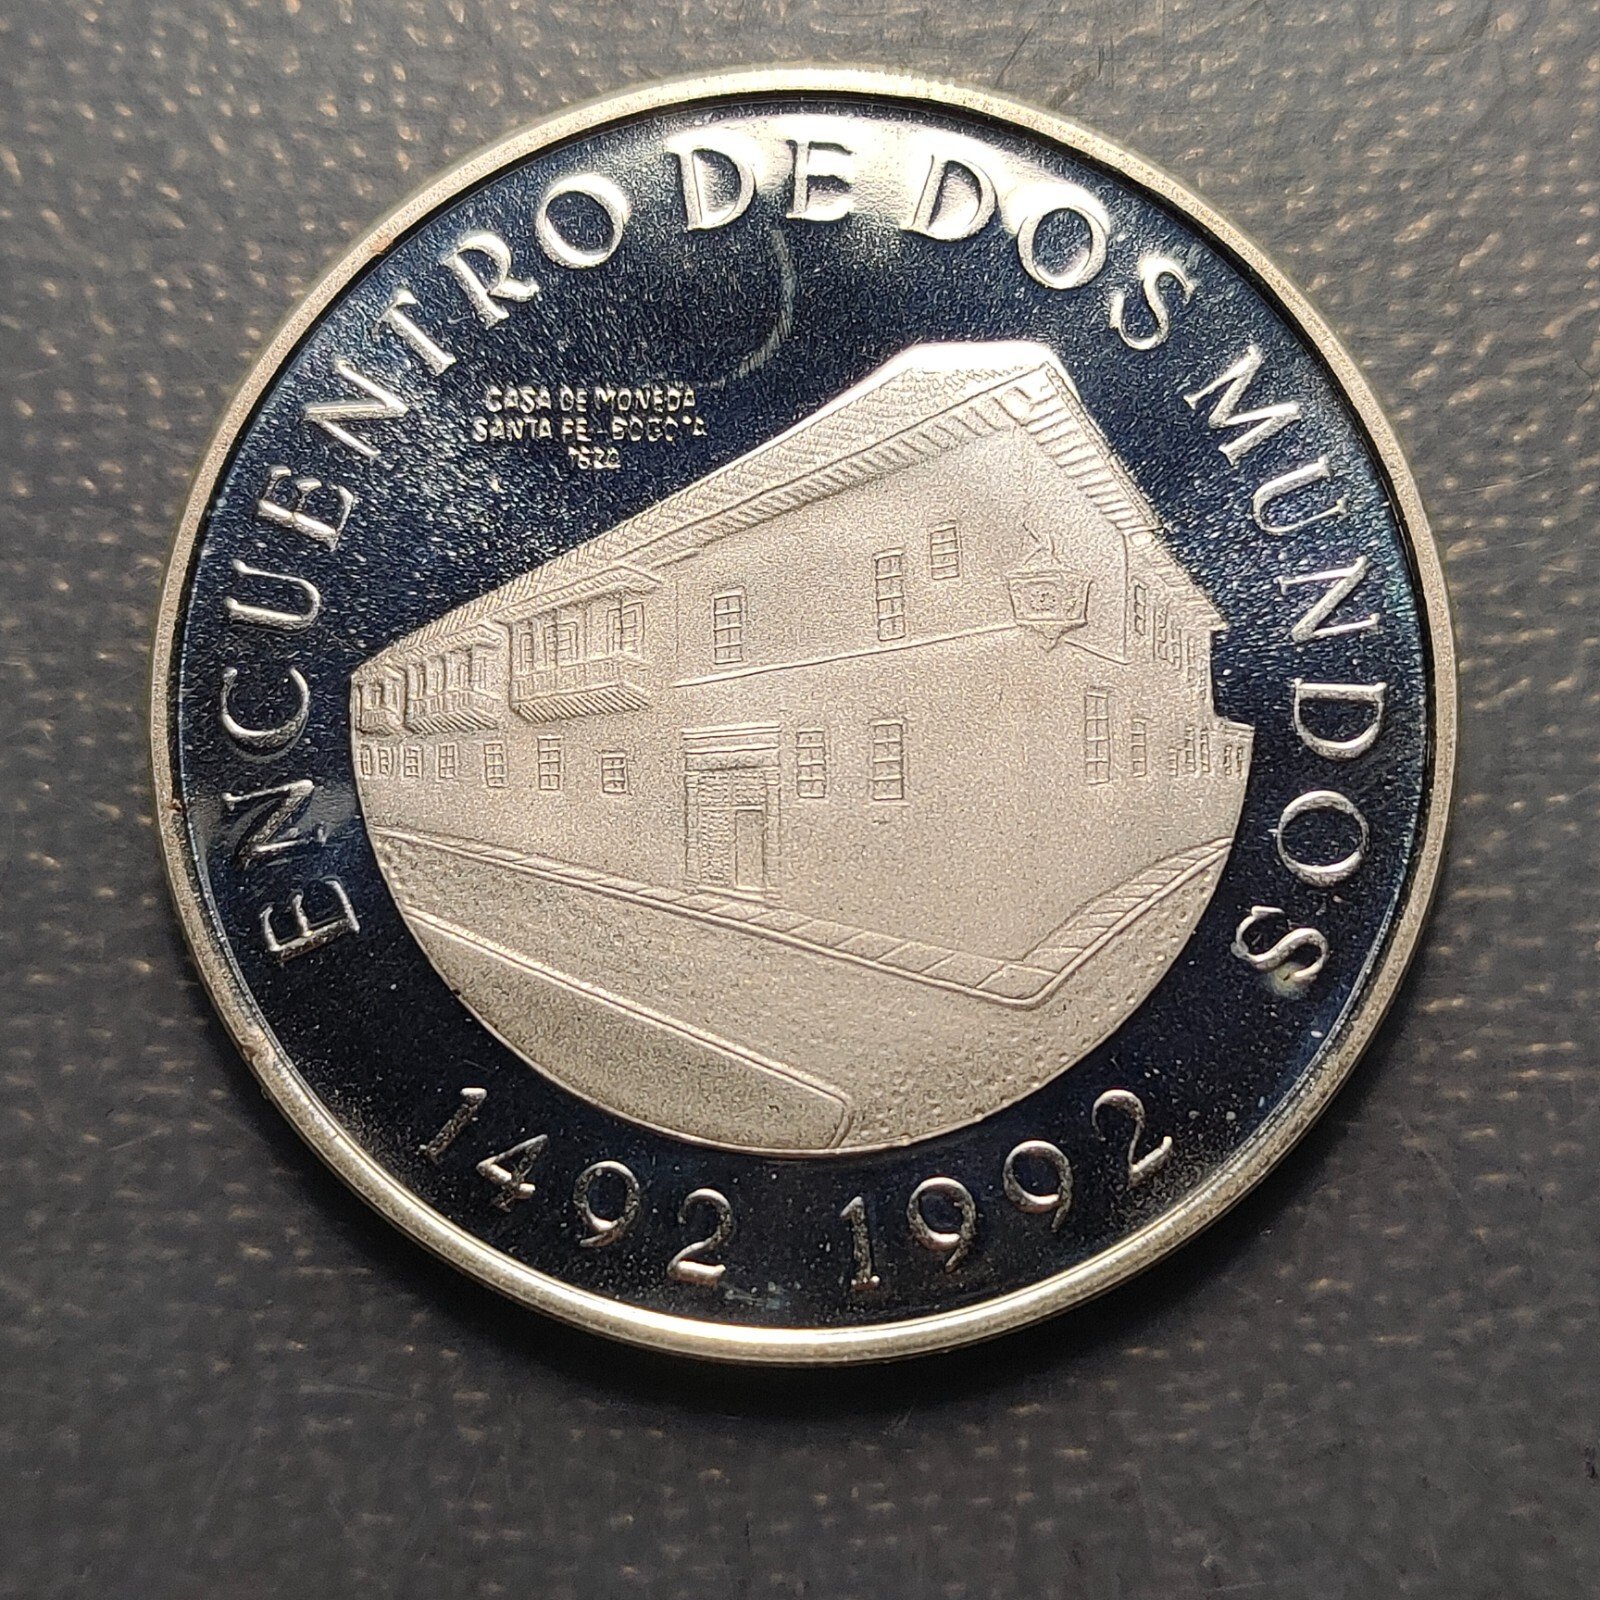 ENCUENTRO DE DOS MUNDOS
CASA DE MONEDA
SANTA FE - BOGOTA
1492 1992